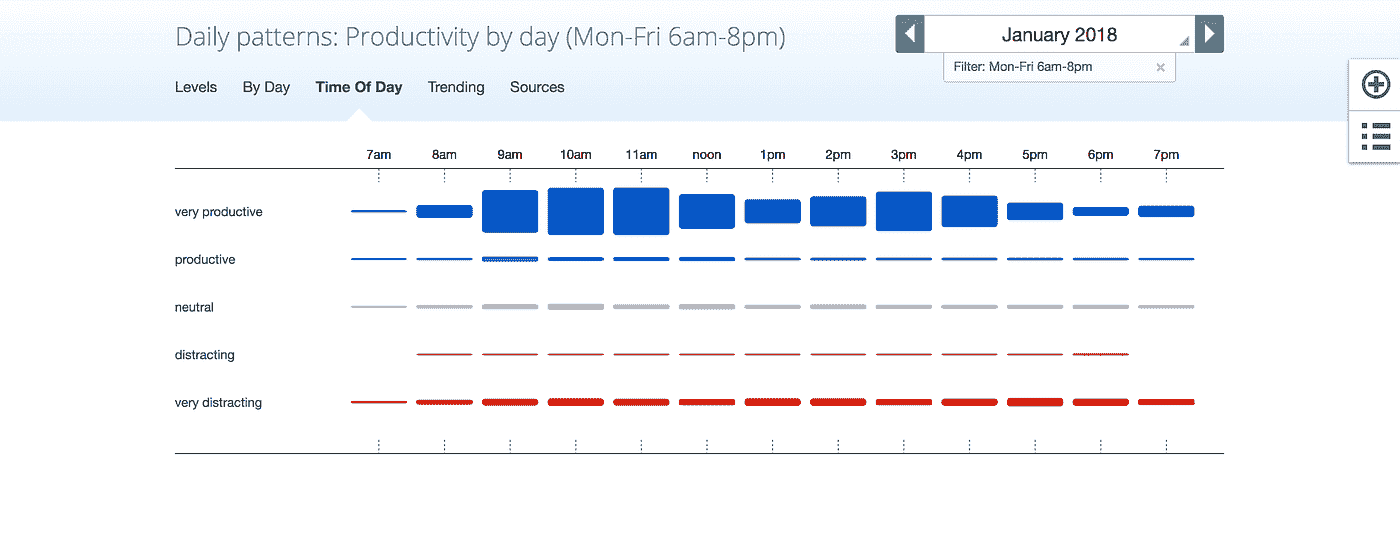 Daily patterns: Productivity by day (Mon-Fri 6am-8pm)
January 2018
Filter: Mon-Fri 6am-8pm ×
Levels By Day Time Of Day Trending Sources
7am 8am 9am 10am 11am noon 1pm 2pm 3pm 4pm 5pm 6pm 7pm
very productive
productive
neutral
distracting
very distracting